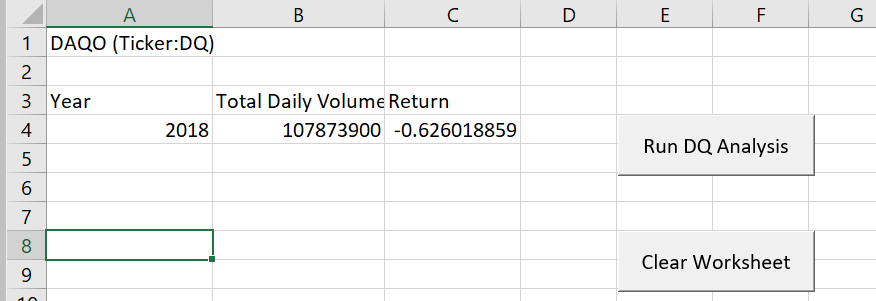 A B C D E F G
1 DAQO (Ticker:DQ)
2
3 Year Total Daily Volume Return
4 2018 107873900 -0.626018859
Run DQ Analysis
5
6
7
8
Clear Worksheet
9
10